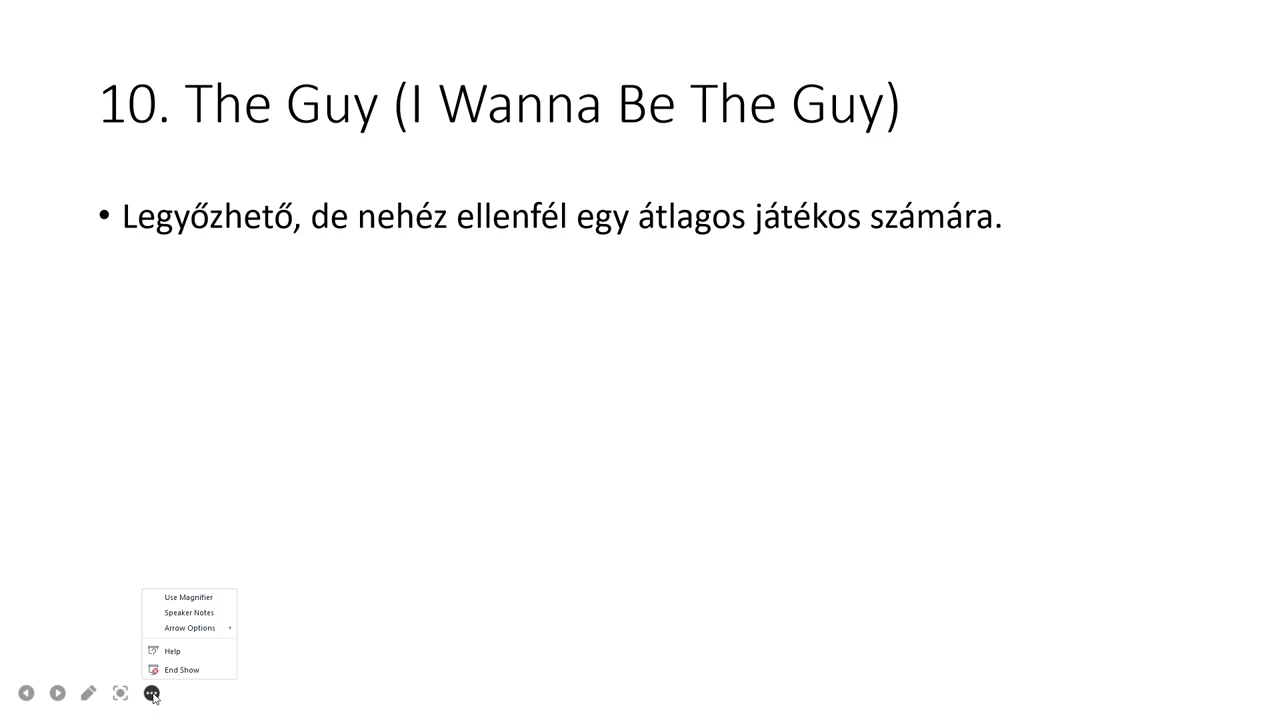 10. The Guy (I Wanna Be The Guy)
• Legyőzhető, de nehéz ellenfél egy átlagos játékos számára.
Use Magnifier
Speaker Notes
Arrow Options
Help
End Show